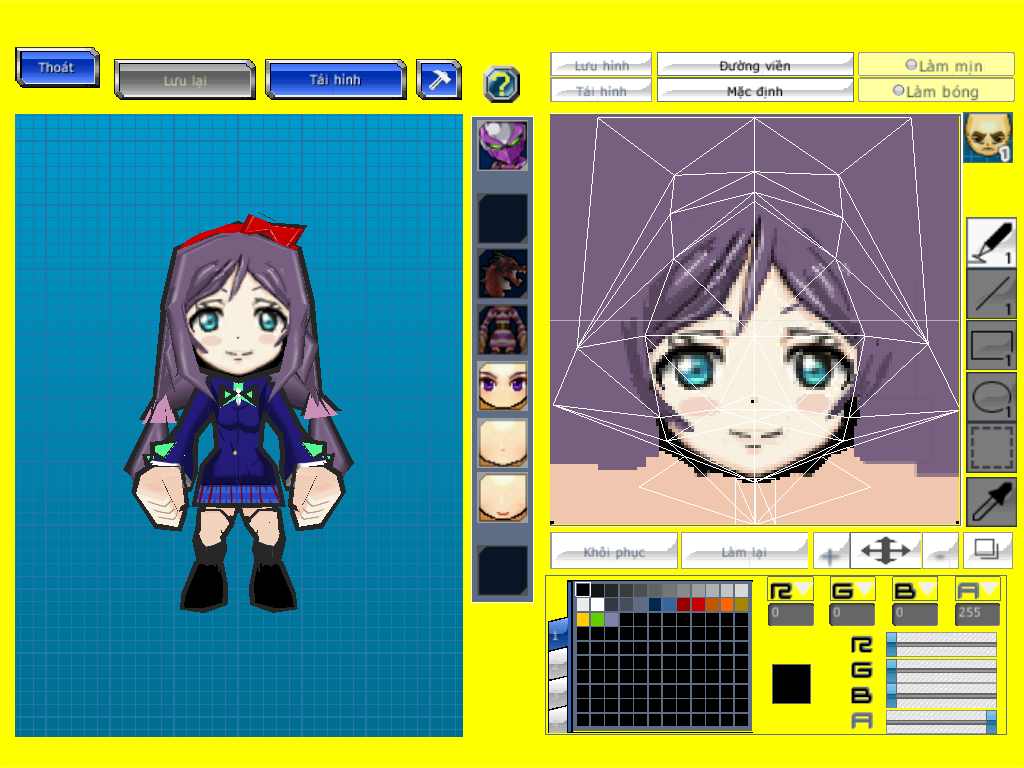 Thoát
Lưu lại
Tải hình
?
Lưu hình
Đường viền
Làm mịn
Tải hình
Mặc định
Làm bóng
1
1
1
1
1
Khôi phục
Làm lại
+
-
R
G
B
A
0
0
0
255
1
R
G
B
A